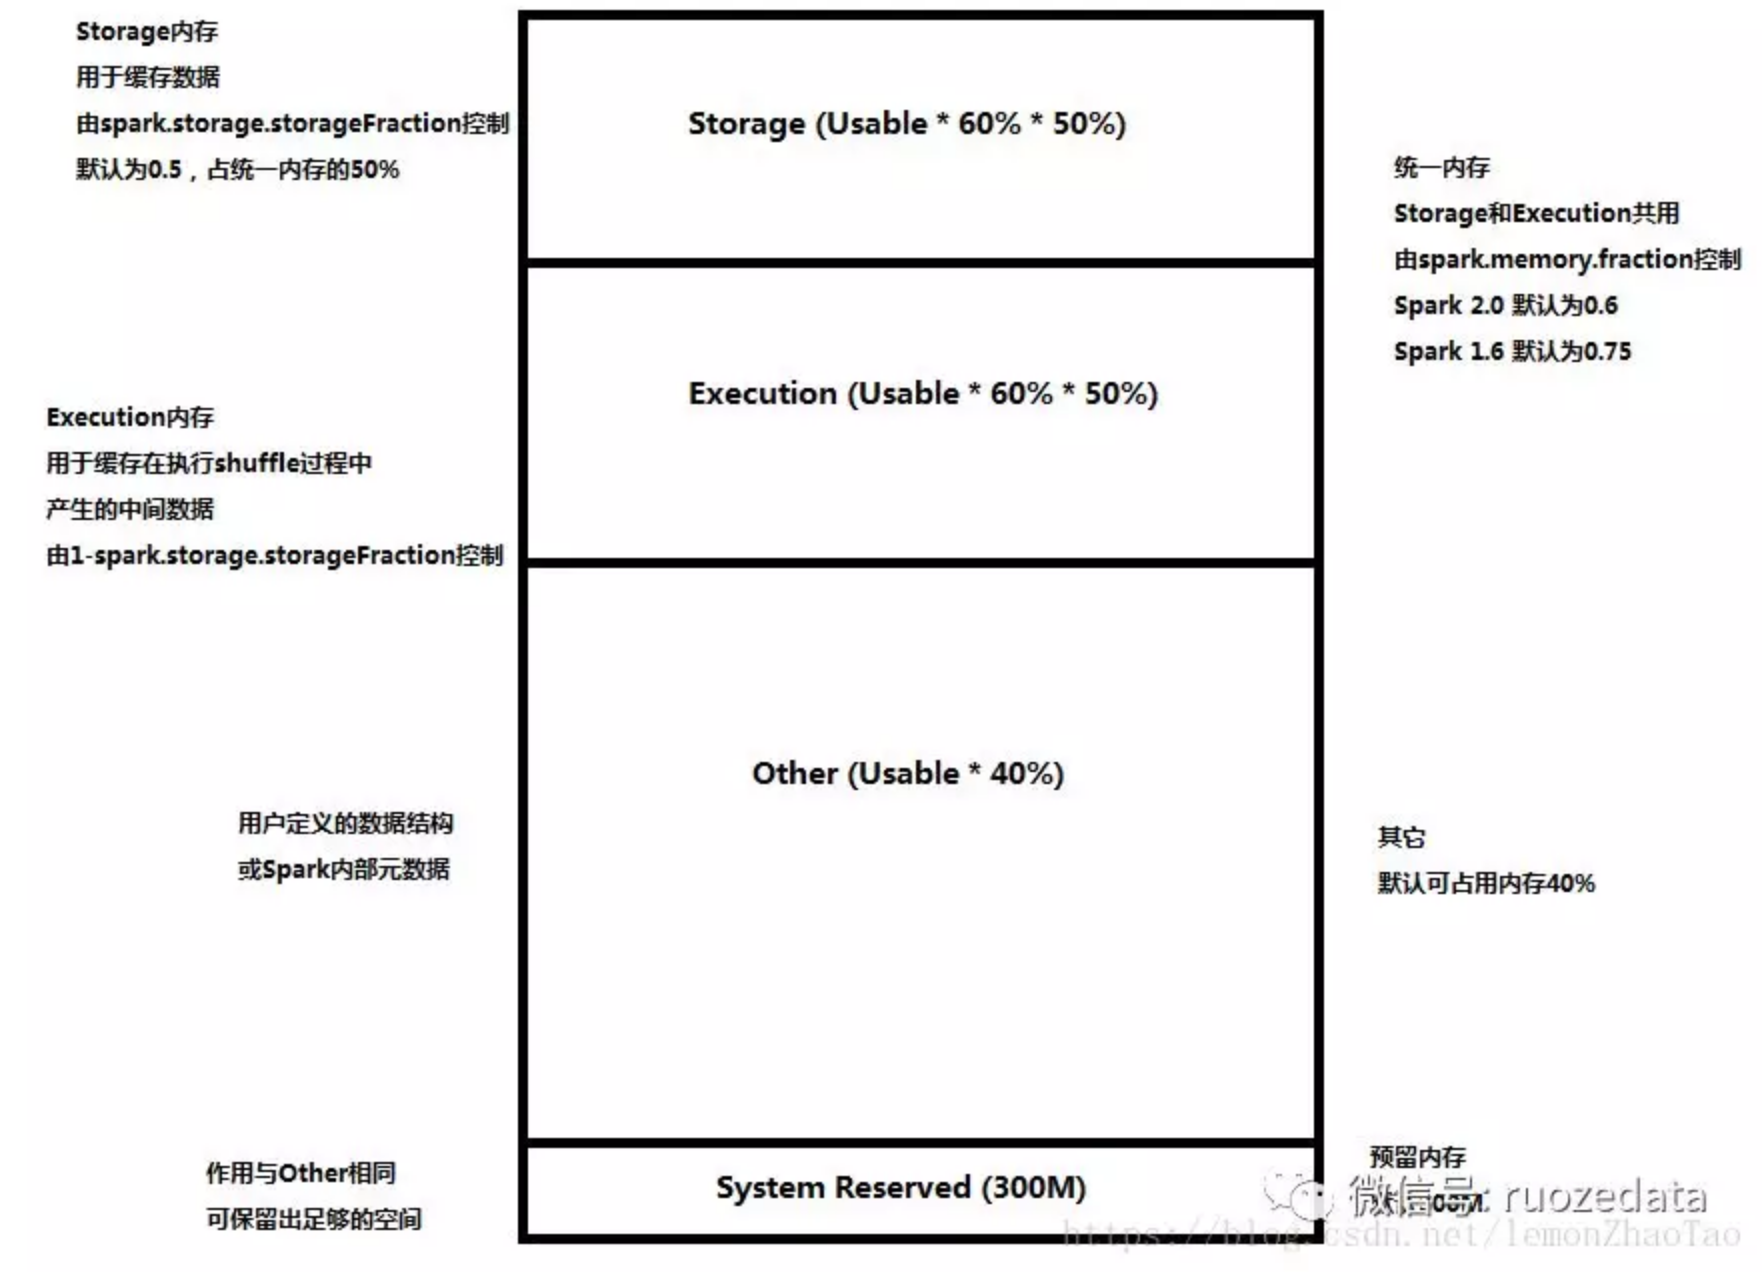 Storage内存
用于缓存数据
由spark.storage.storageFraction控制
默认为0.5，占统一内存的50%
Storage (Usable * 60% * 50%)
统一内存
Storage和Execution共用
由spark.memory.fraction控制
Spark 2.0 默认为0.6
Spark 1.6 默认为0.75
Execution (Usable * 60% * 50%)
Execution内存
用于缓存在执行shuffle过程中
产生的中间数据
由1-spark.storage.storageFraction控制
Other (Usable * 40%)
用户定义的数据结构
或Spark内部元数据
其它
默认可占用内存40%
作用与Other相同
可保留出足够的空间
System Reserved (300M)
预留内存
微信号: ruozedata
https://blog.csdn.net/lemonZhaoTao